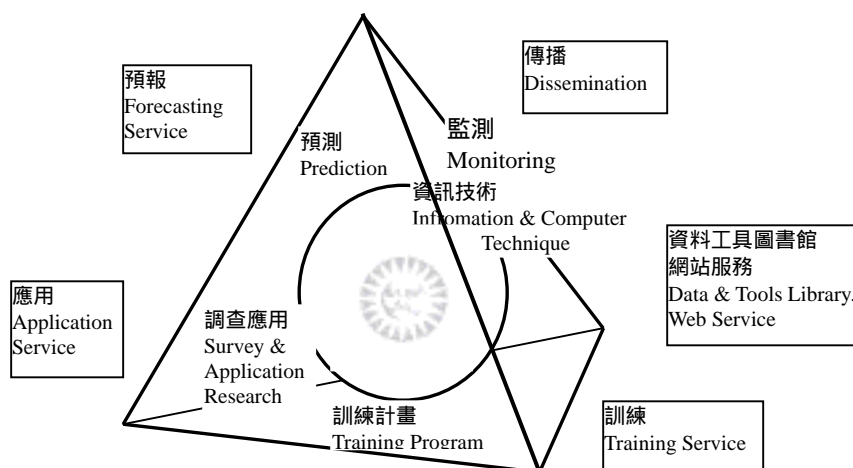 傳播
Dissemination
預報
Forecasting
Service
監測
Monitoring
預測
Prediction
資訊技術
Infromation & Computer
Technique
資料工具圖書館
網站服務
Data & Tools Library.
Web Service
應用
Application
Service
調查應用
Survey &
Application
Research
訓練計畫
Training Program
訓練
Training Service